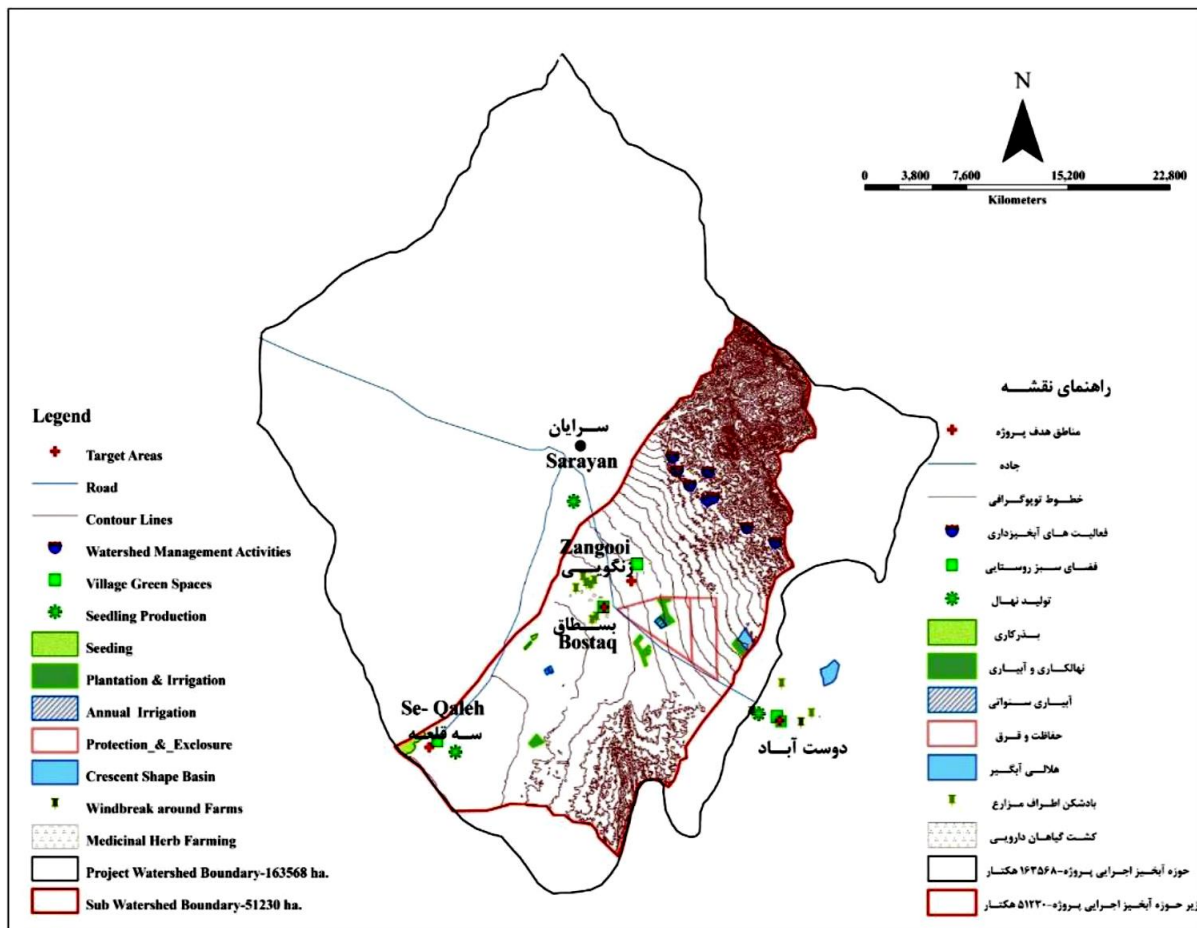 N
0 3,800 7,600 15,200 22,800
Kilometers
سرایان
Sarayan
Zangooi
زنگویی
بسطاق
Bostaq
Se- Qaleh
سه قلعه
دوست آباد
Legend
Target Areas
Road
Contour Lines
Watershed Management Activities
Village Green Spaces
Seedling Production
Seeding
Plantation & Irrigation
Annual Irrigation
Protection_&_Exclosure
Crescent Shape Basin
Windbreak around Farms
Medicinal Herb Farming
Project Watershed Boundary-163568 ha.
Sub Watershed Boundary-51230 ha.
راهنمای نقشه
مناطق هدف پروژه
جاده
خطوط توپوگرافی
فعالیت های آبخیزداری
فضای سبز روستایی
تولید نهال
بذرکاری
نهالکاری و آبیاری
آبیاری سنواتی
حفاظت و قرق
هلالی آبگیر
بادشکن اطراف مزارع
کشت گیاهان دارویی
حوزه آبخیز اجرایی پروژه-۱۶۳۵۶۸ هکتار
زیر حوزه آبخیز اجرایی پروژه-۵۱۲۳۰ هکتار